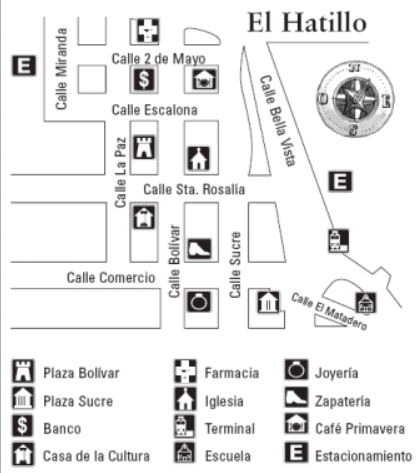 El Hatillo
Calle Miranda
E
Calle 2 de Mayo
$
Calle Escalona
Calle Bella Vista
N
O
E
S
Calle La Paz
E
Calle Sta. Rosalía
Calle Bolívar
Calle Sucre
Calle Comercio
Calle El Matadero
Plaza Bolívar
Farmacia
Joyería
Plaza Sucre
Iglesia
Zapatería
$ Banco
Terminal
Café Primavera
Casa de la Cultura
Escuela
E Estacionamiento